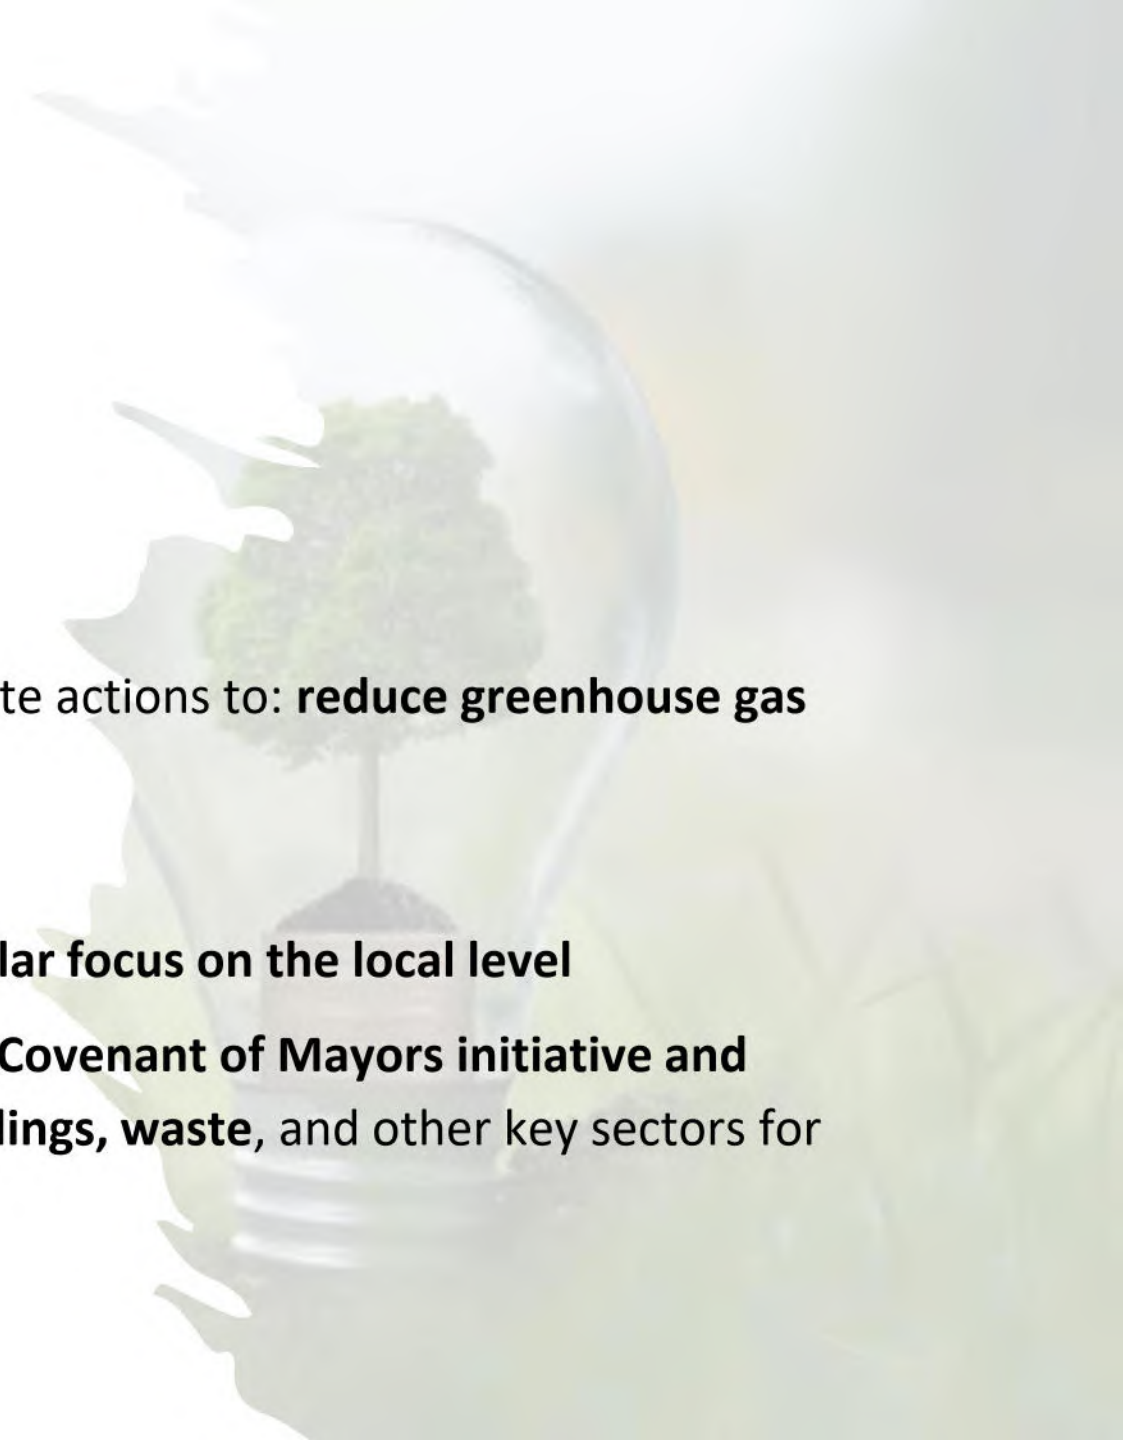 te actions to: reduce greenhouse gas
lar focus on the local level
Covenant of Mayors initiative and
lings, waste, and other key sectors for